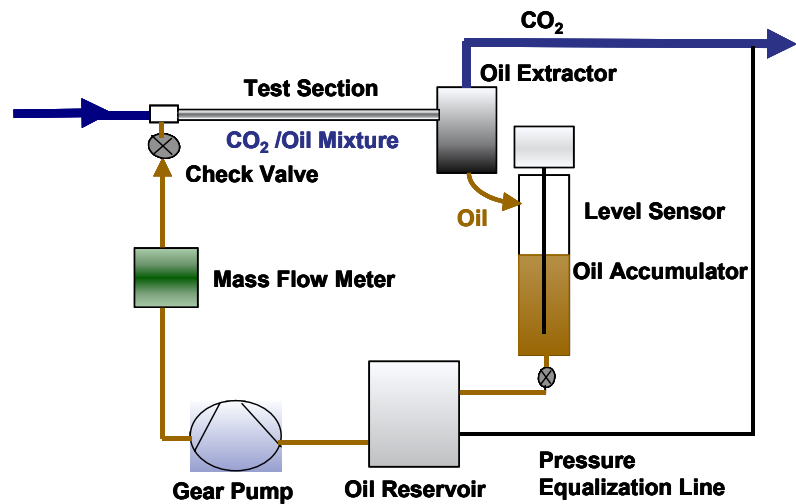 CO₂
Oil Extractor
Test Section
CO₂ /Oil Mixture
Check Valve
Oil
Level Sensor
Oil Accumulator
Mass Flow Meter
Gear Pump
Oil Reservoir
Pressure
Equalization Line